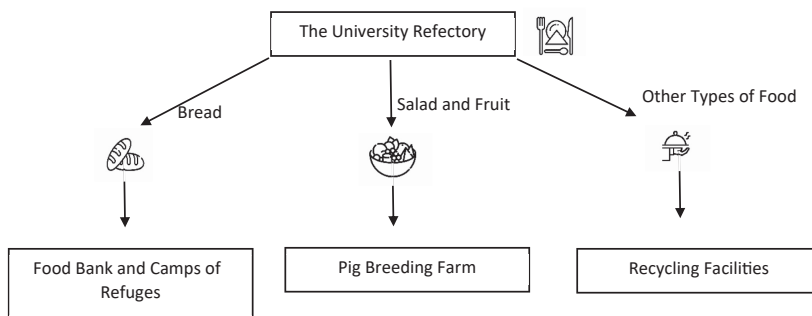 The University Refectory
Bread
Salad and Fruit
Other Types of Food
Food Bank and Camps of
Refuges
Pig Breeding Farm
Recycling Facilities